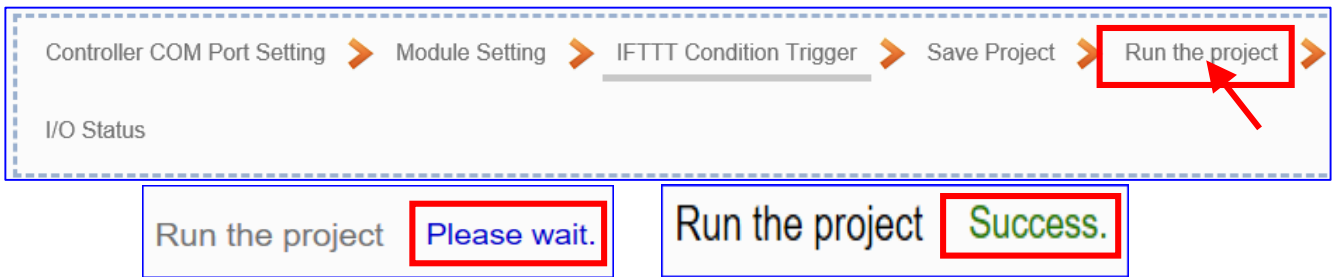 Controller COM Port Setting Module Setting IFTTT Condition Trigger Save Project Run the project
I/O Status
Run the project Please wait.
Run the project Success.